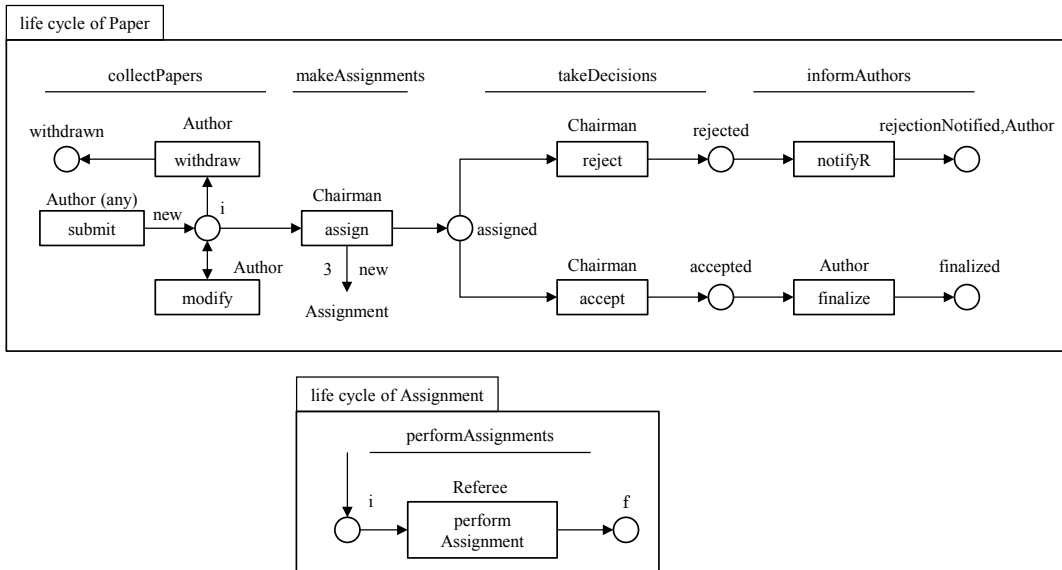 life cycle of Paper
collectPapers
makeAssignments
takeDecisions
informAuthors
withdrawn
Author
withdraw
Author (any)
submit
new
i
Author
modify
Chairman
assign
3
new
Assignment
assigned
Chairman
reject
rejected
notifyR
rejectionNotified,Author
Chairman
accept
accepted
Author
finalize
finalized
life cycle of Assignment
performAssignments
i
Referee
perform
Assignment
f